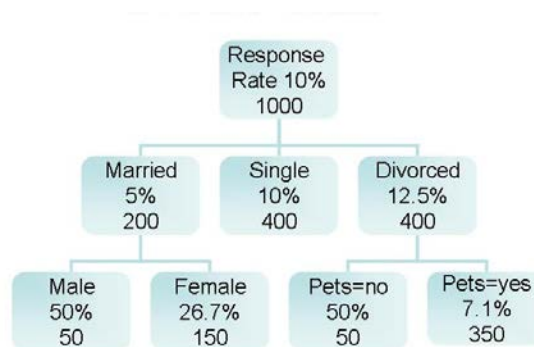 Response
Rate 10%
1000
Married
5%
200
Single
10%
400
Divorced
12.5%
400
Male
50%
50
Female
26.7%
150
Pets=no
50%
50
Pets=yes
7.1%
350